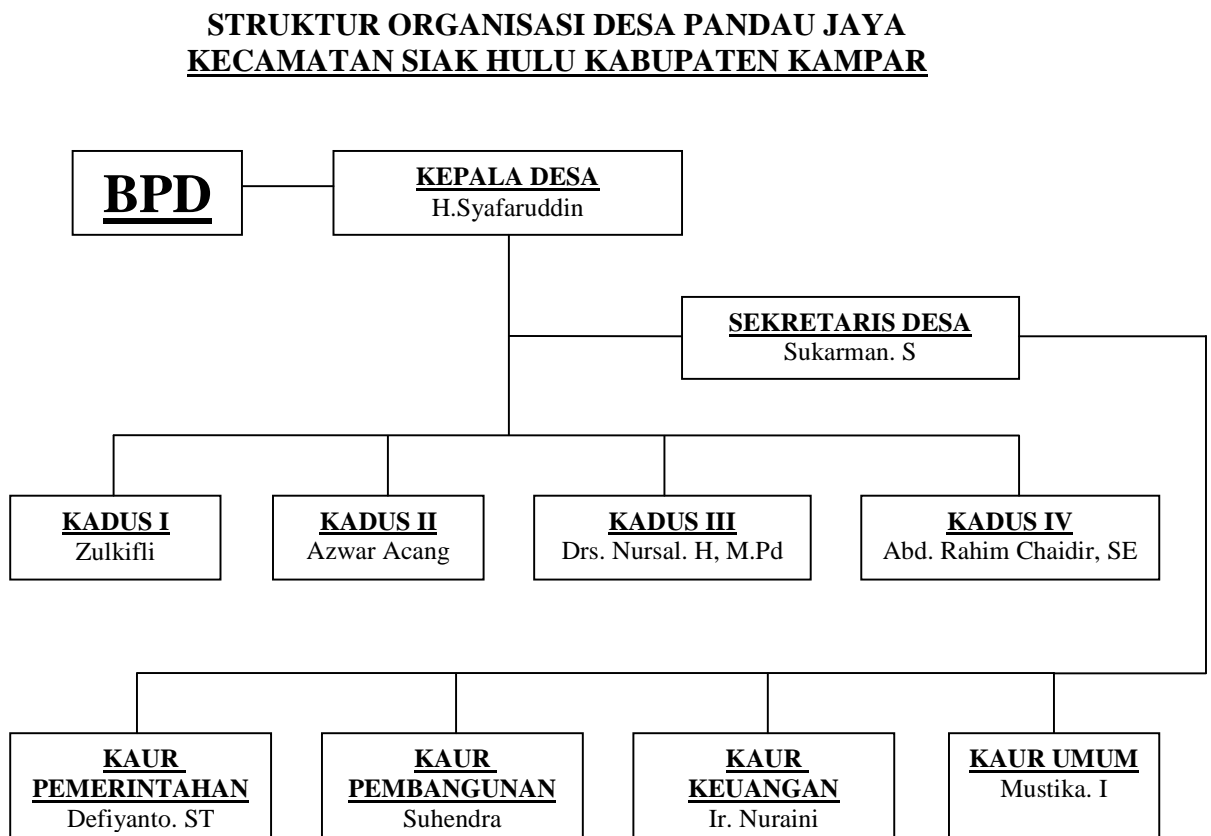 STRUKTUR ORGANISASI DESA PANDAU JAYA
KECAMATAN SIAK HULU KABUPATEN KAMPAR
BPD
KEPALA DESA
H.Syafaruddin
SEKRETARIS DESA
Sukarman. S
KADUS I
Zulkifli
KADUS II
Azwar Acang
KADUS III
Drs. Nursal. H, M.Pd
KADUS IV
Abd. Rahim Chaidir, SE
KAUR
PEMERINTAHAN
Defiyanto. ST
KAUR
PEMBANGUNAN
Suhendra
KAUR
KEUANGAN
Ir. Nuraini
KAUR UMUM
Mustika. I